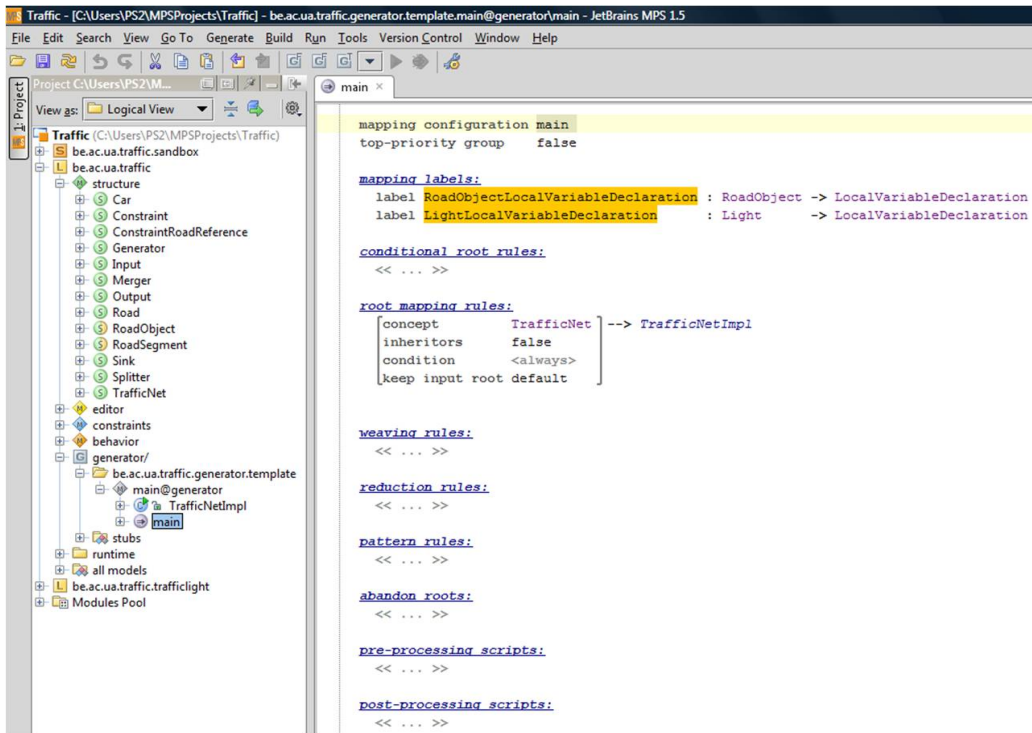 Traffic - [C:\Users\PS2\MPSProjects\Traffic] - be.ac.ua.traffic.generator.template.main@generator\main - JetBrains MPS 1.5
File Edit Search View Go To Generate Build Run Tools Version Control Window Help
1: Project
Project C:\Users\PS2\M...
View as: Logical View
Traffic (C:\Users\PS2\MPSProjects\Traffic)
S be.ac.ua.traffic.sandbox
L be.ac.ua.traffic
structure
S Car
S Constraint
S ConstraintRoadReference
S Generator
S Input
S Merger
S Output
S Road
S RoadObject
S RoadSegment
S Sink
S Splitter
S TrafficNet
editor
constraints
behavior
G generator/
be.ac.ua.traffic.generator.template
main@generator
TrafficNetImpl
main
stubs
runtime
all models
L be.ac.ua.traffic.trafficlight
Modules Pool
main
mapping configuration main
top-priority group false
mapping labels:
label RoadObjectLocalVariableDeclaration : RoadObject -> LocalVariableDeclaration
label LightLocalVariableDeclaration : Light -> LocalVariableDeclaration
conditional root rules:
<< ... >>
root mapping rules:
concept TrafficNet --> TrafficNetImpl
inheritors false
condition <always>
keep input root default
weaving rules:
<< ... >>
reduction rules:
<< ... >>
pattern rules:
<< ... >>
abandon roots:
<< ... >>
pre-processing scripts:
<< ... >>
post-processing scripts:
<< ... >>